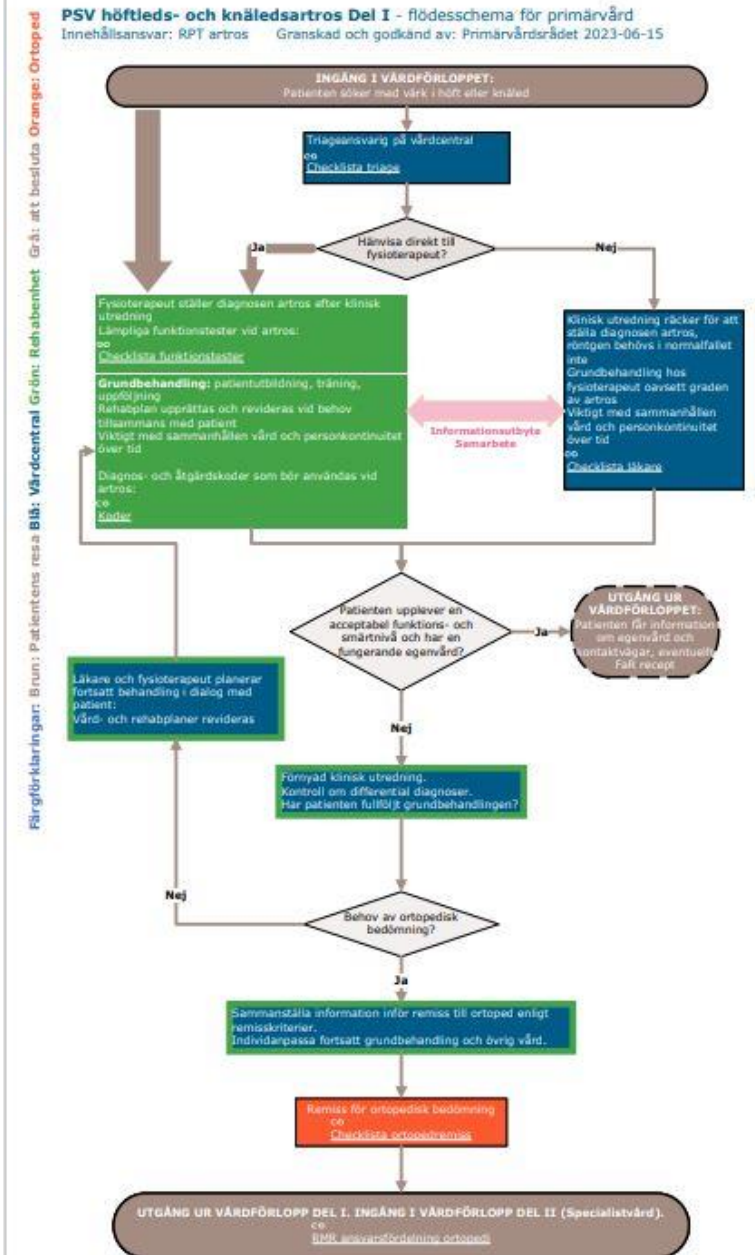 PSV höftleds- och knäledsartros Del I - flödesschema för primärvård
Innehållsansvar: RPT artros Granskad och godkänd av: Primärvårdsrådet 2023-06-15
Färgförklaringar: Brun: Patientens resa Blå: Vårdcentral Grön: Rehabenhet Grå: att besluta Orange: Ortoped
INGÅNG I VÅRDFÖRLOPPET:
Patienten söker med värk i höft eller knäled
Triageansvarig på vårdcentral
Checklista triage
Hänvisa direkt till
fysioterapeut?
Ja
Nej
Fysioterapeut ställer diagnosen artros efter klinisk
utredning
Lämpliga funktionstester vid artros:
Checklista funktionstester
Grundbehandling: patientutbildning, träning,
uppföljning
Rehabplan upprättas och revideras vid behov
tillsammans med patient
Viktigt med sammanhållen vård och personkontinuitet
över tid
Diagnos- och åtgärdskoder som bör användas vid
artros:
Koder
Informationsutbyte
Samarbete
Klinisk utredning räcker för att
ställa diagnosen artros,
röntgen behövs i normalfallet
inte
Grundbehandling hos
fysioterapeut oavsett graden
av artros
Viktigt med sammanhållen
vård och personkontinuitet
över tid
Checklista läkare
Patienten upplever en
acceptabel funktions- och
smärtnivå och har en
fungerande egenvård?
Ja
UTGÅNG UR
VÅRDFÖRLOPPET:
Patienten får information
om egenvård och
kontaktvägar, eventuellt
FaR recept
Nej
Läkare och fysioterapeut planerar
fortsatt behandling i dialog med
patient:
Vård- och rehabplaner revideras
Förnyad klinisk utredning.
Kontroll om differential diagnoser.
Har patienten fullföljt grundbehandlingen?
Nej
Behov av ortopedisk
bedömning?
Ja
Sammanställa information inför remiss till ortoped enligt
remisskriterier.
Individanpassa fortsatt grundbehandling och övrig vård.
Remiss för ortopedisk bedömning
Checklista ortopedremiss
UTGÅNG UR VÅRDFÖRLOPP DEL I. INGÅNG I VÅRDFÖRLOPP DEL II (Specialistvård).
RMR ansvarsfördelning ortopedi